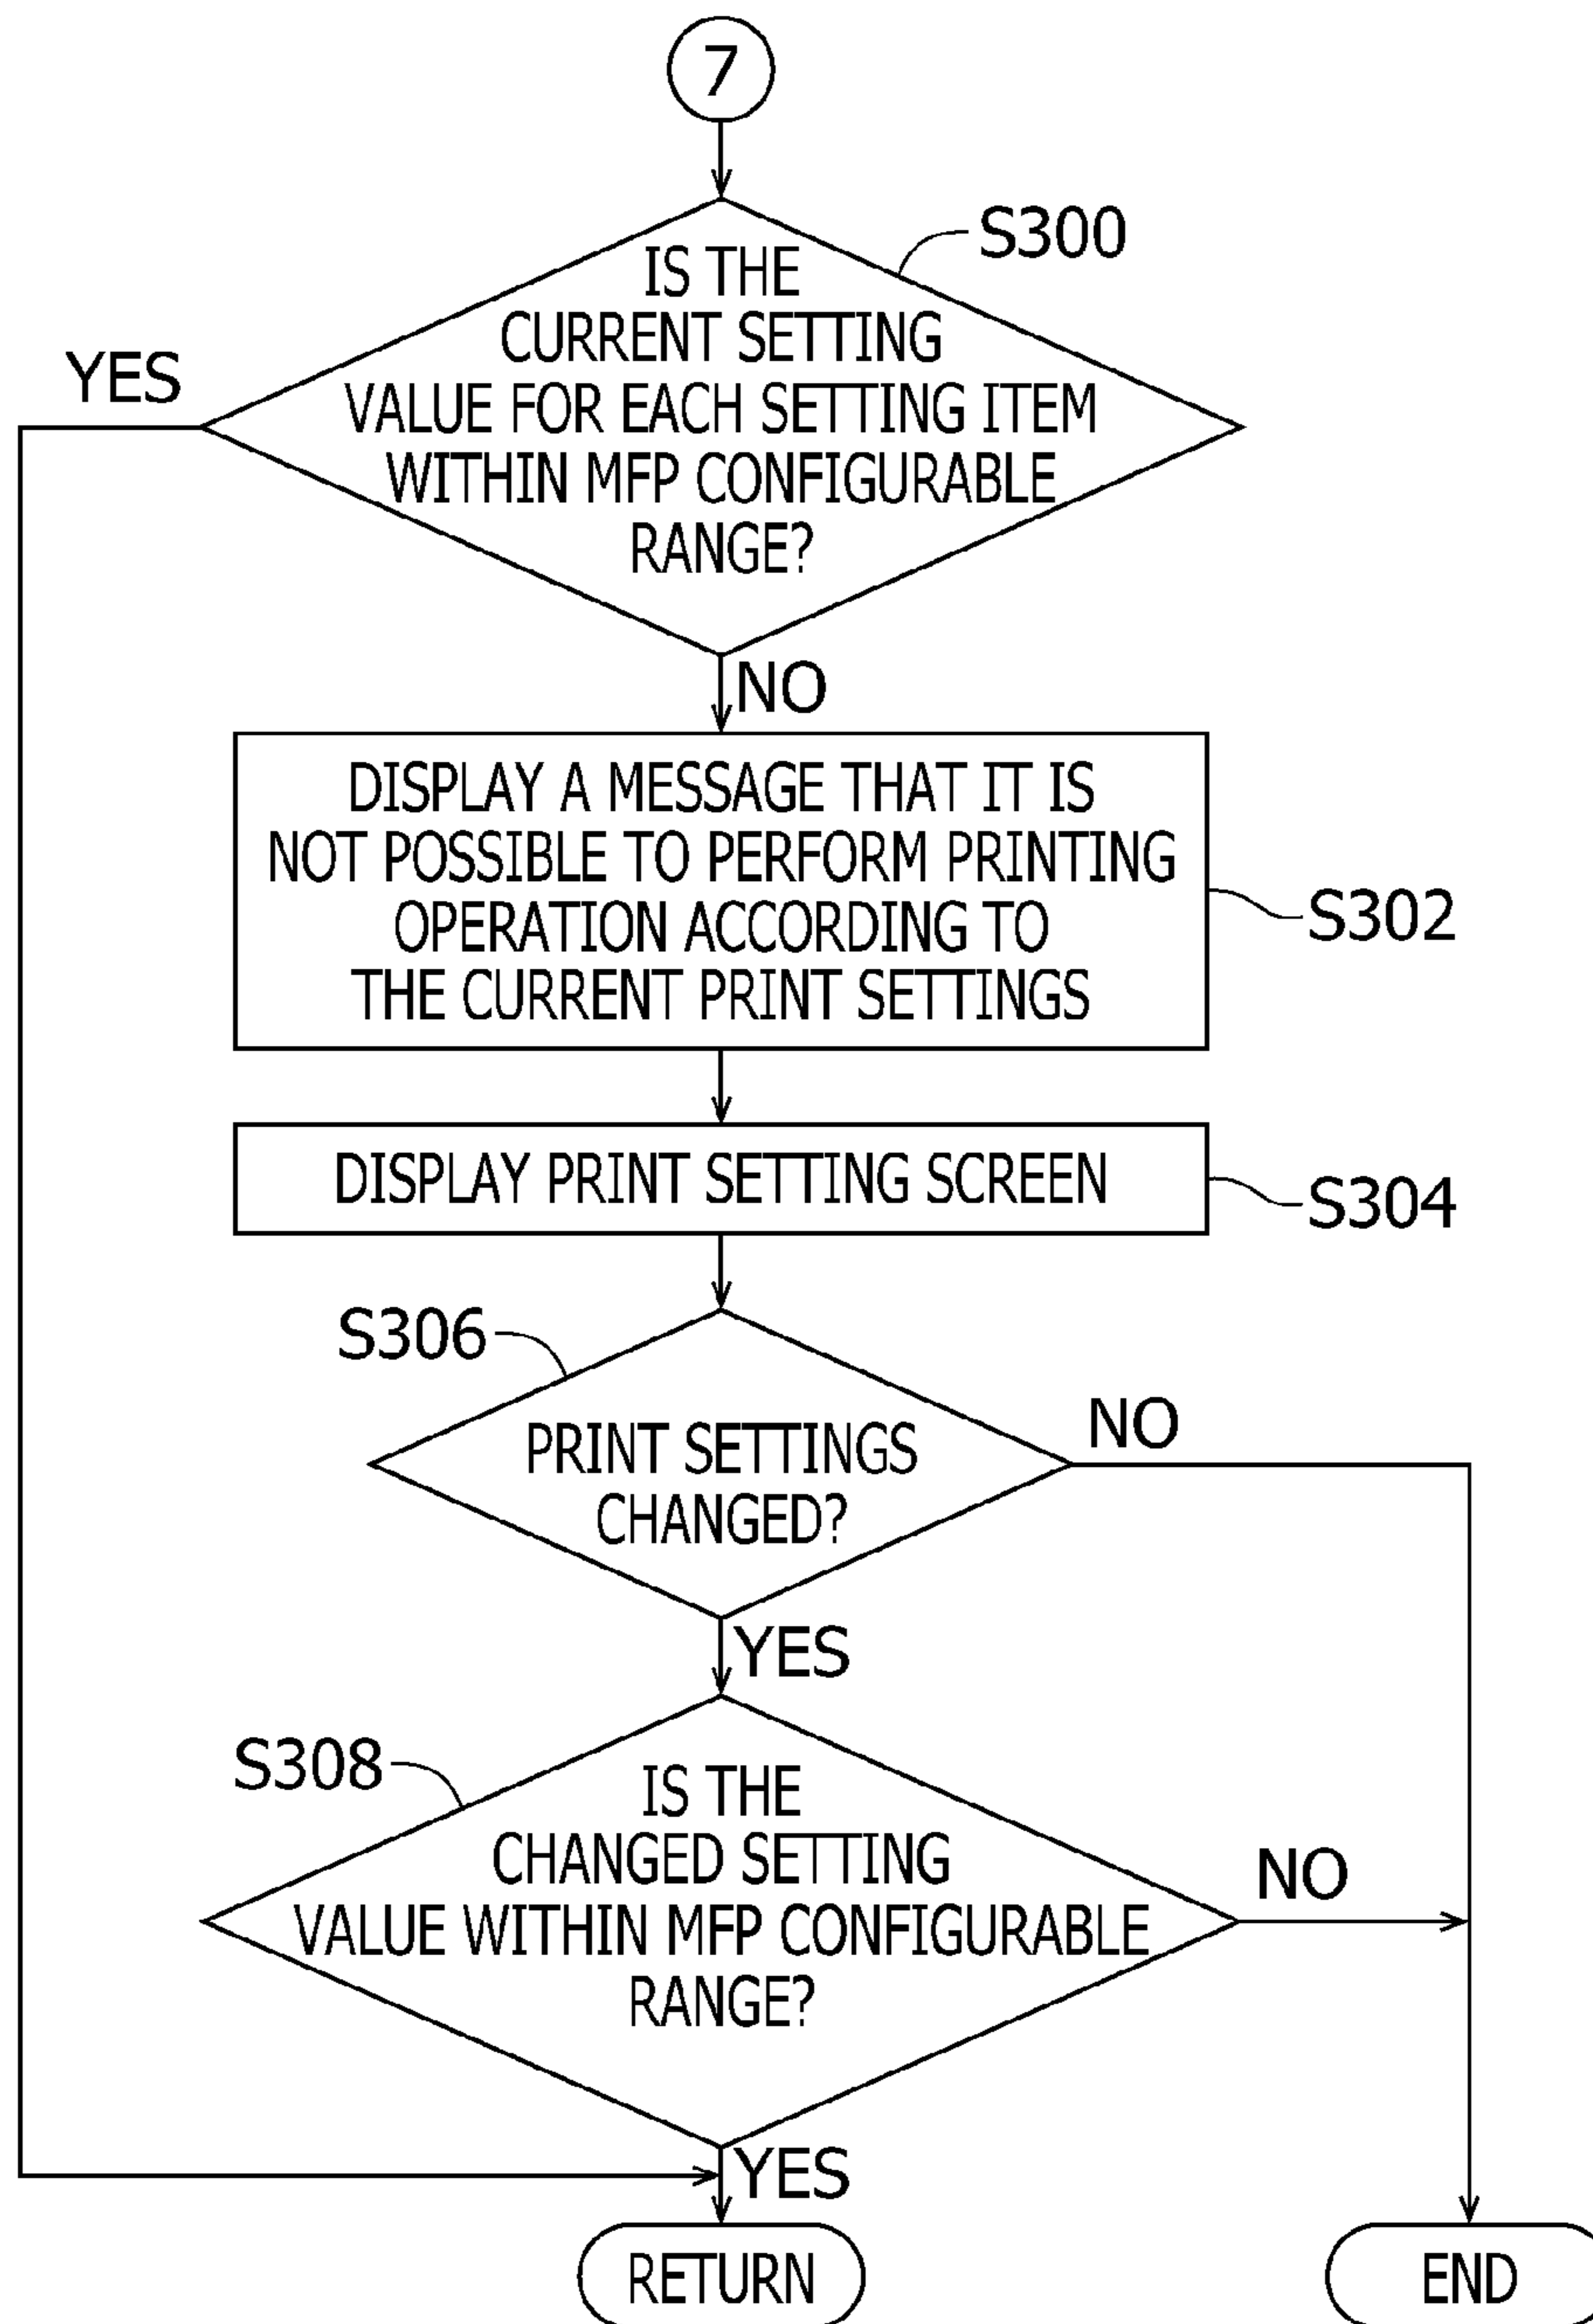 7
S300
IS THE
CURRENT SETTING
VALUE FOR EACH SETTING ITEM
WITHIN MFP CONFIGURABLE
RANGE?
YES
NO
DISPLAY A MESSAGE THAT IT IS
NOT POSSIBLE TO PERFORM PRINTING
OPERATION ACCORDING TO
THE CURRENT PRINT SETTINGS
S302
DISPLAY PRINT SETTING SCREEN
S304
S306
PRINT SETTINGS
CHANGED?
NO
YES
S308
IS THE
CHANGED SETTING
VALUE WITHIN MFP CONFIGURABLE
RANGE?
NO
YES
RETURN
END